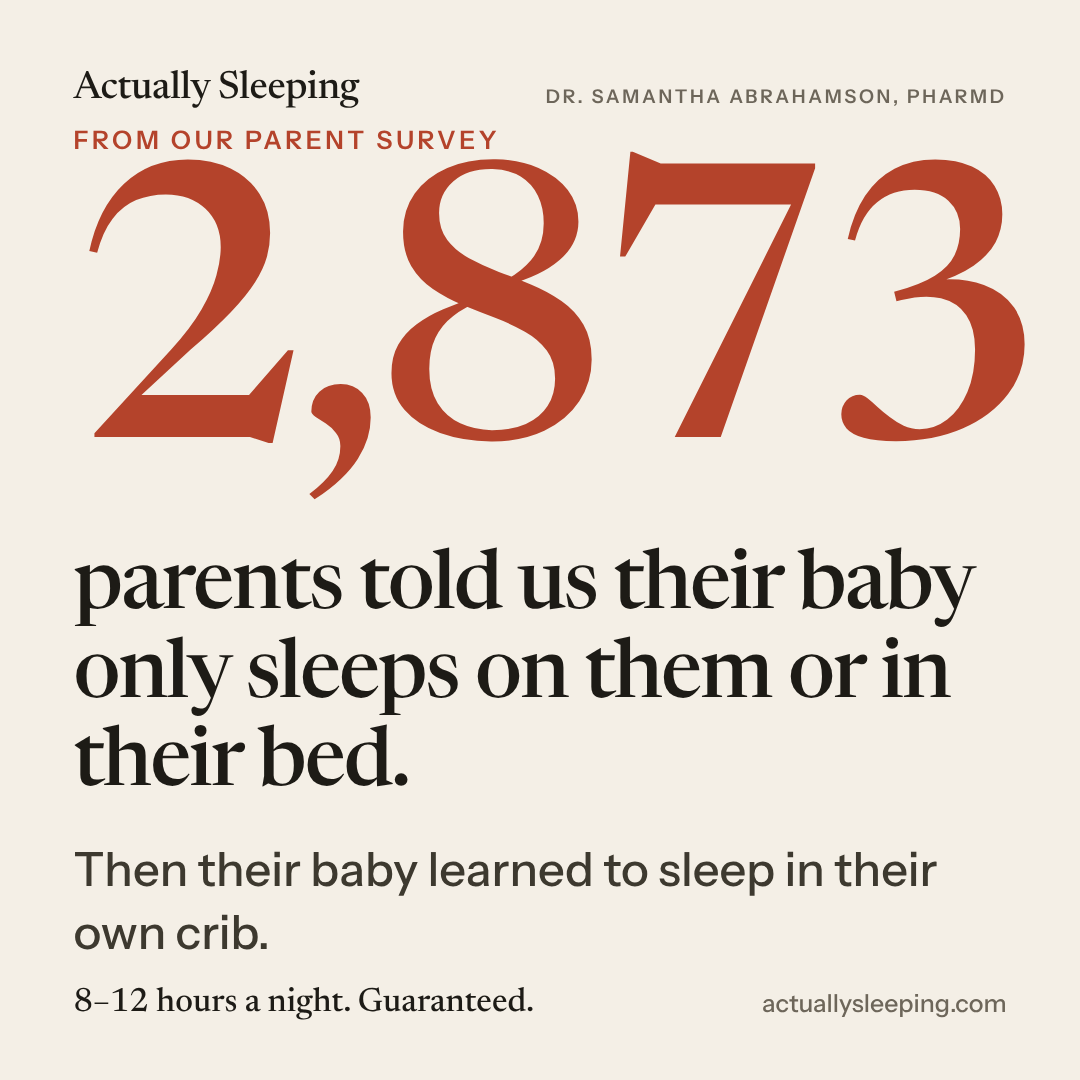 Actually Sleeping
DR. SAMANTHA ABRAHAMSON, PHARMD
FROM OUR PARENT SURVEY
2,873
parents told us their baby
only sleeps on them or in
their bed.
Then their baby learned to sleep in their
own crib.
8–12 hours a night. Guaranteed.
actuallysleeping.com